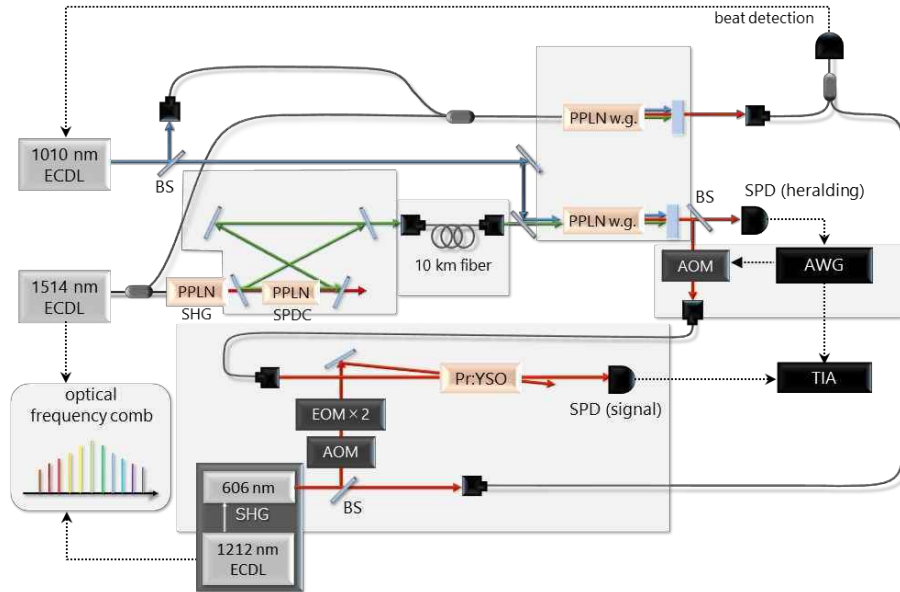 beat detection
1010 nm
ECDL
BS
PPLN w.g.
PPLN w.g.
BS
SPD (heralding)
10 km fiber
AOM
AWG
1514 nm
ECDL
PPLN
SHG
PPLN
SPDC
optical
frequency comb
Pr:YSO
SPD (signal)
TIA
EOM×2
AOM
606 nm
SHG
1212 nm
ECDL
BS